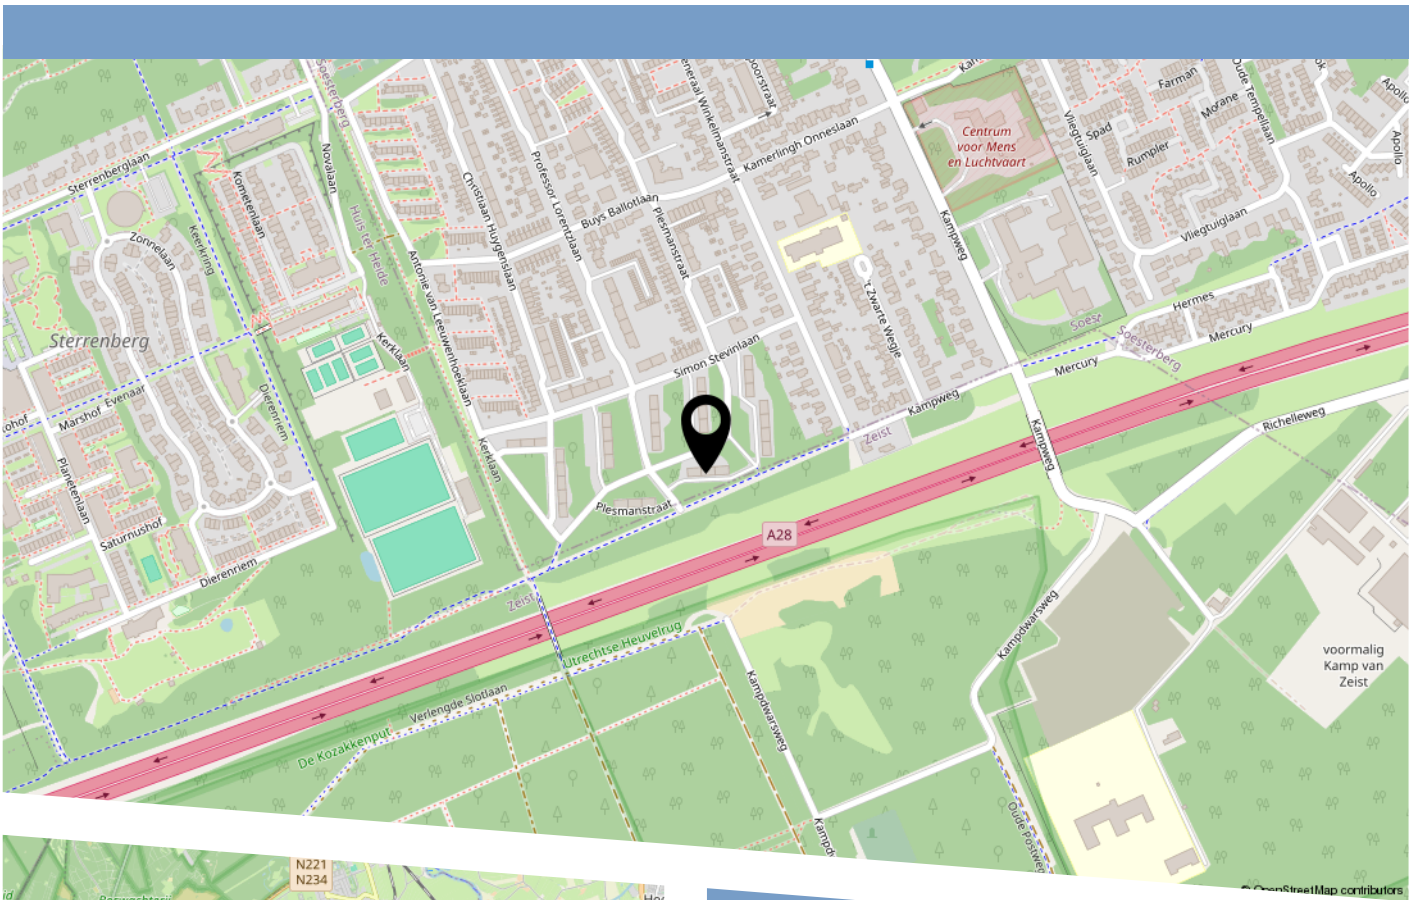 Soesterberg
Karn
Farman
Oude Tempellaan
Apollo
Morane
Spad
Rumpler
Vliegtuiglaan
Apollo
Apollo
Kamerlingh Onneslaan
Centrum
voor Mens
en Luchtvaart
Sterrenberglaan
Novalaan
Kometenlaan
Christiaan Huygenslaan
Professor Lorentzlaan
Buys Ballotlaan
Plesmanstraat
Huis ter Heide
Kampweg
Vliegtuiglaan
Zonnelaan
Keerkring
Antonie van Leeuwenhoeklaan
't Zwarte Wegje
Hermes
Soest
Soesterberg
Mercury
Sterrenberg
Kerklaan
Simon Stevinlaan
Mercury
Marshof
Evenaar
Dierenriem
Kampweg
Zeist
Kampweg
Richelleweg
Planetenlaan
Kerklaan
Plesmanstraat
Saturnushof
A28
Dierenriem
Zeist
Utrechtse Heuvelrug
Kampdwarsweg
voormalig
Kamp van
Zeist
Verlengde Slotlaan
Kampdwarsweg
De Kozakkenput
Oude Postweg
N221
N234
© OpenStreetMap contributors